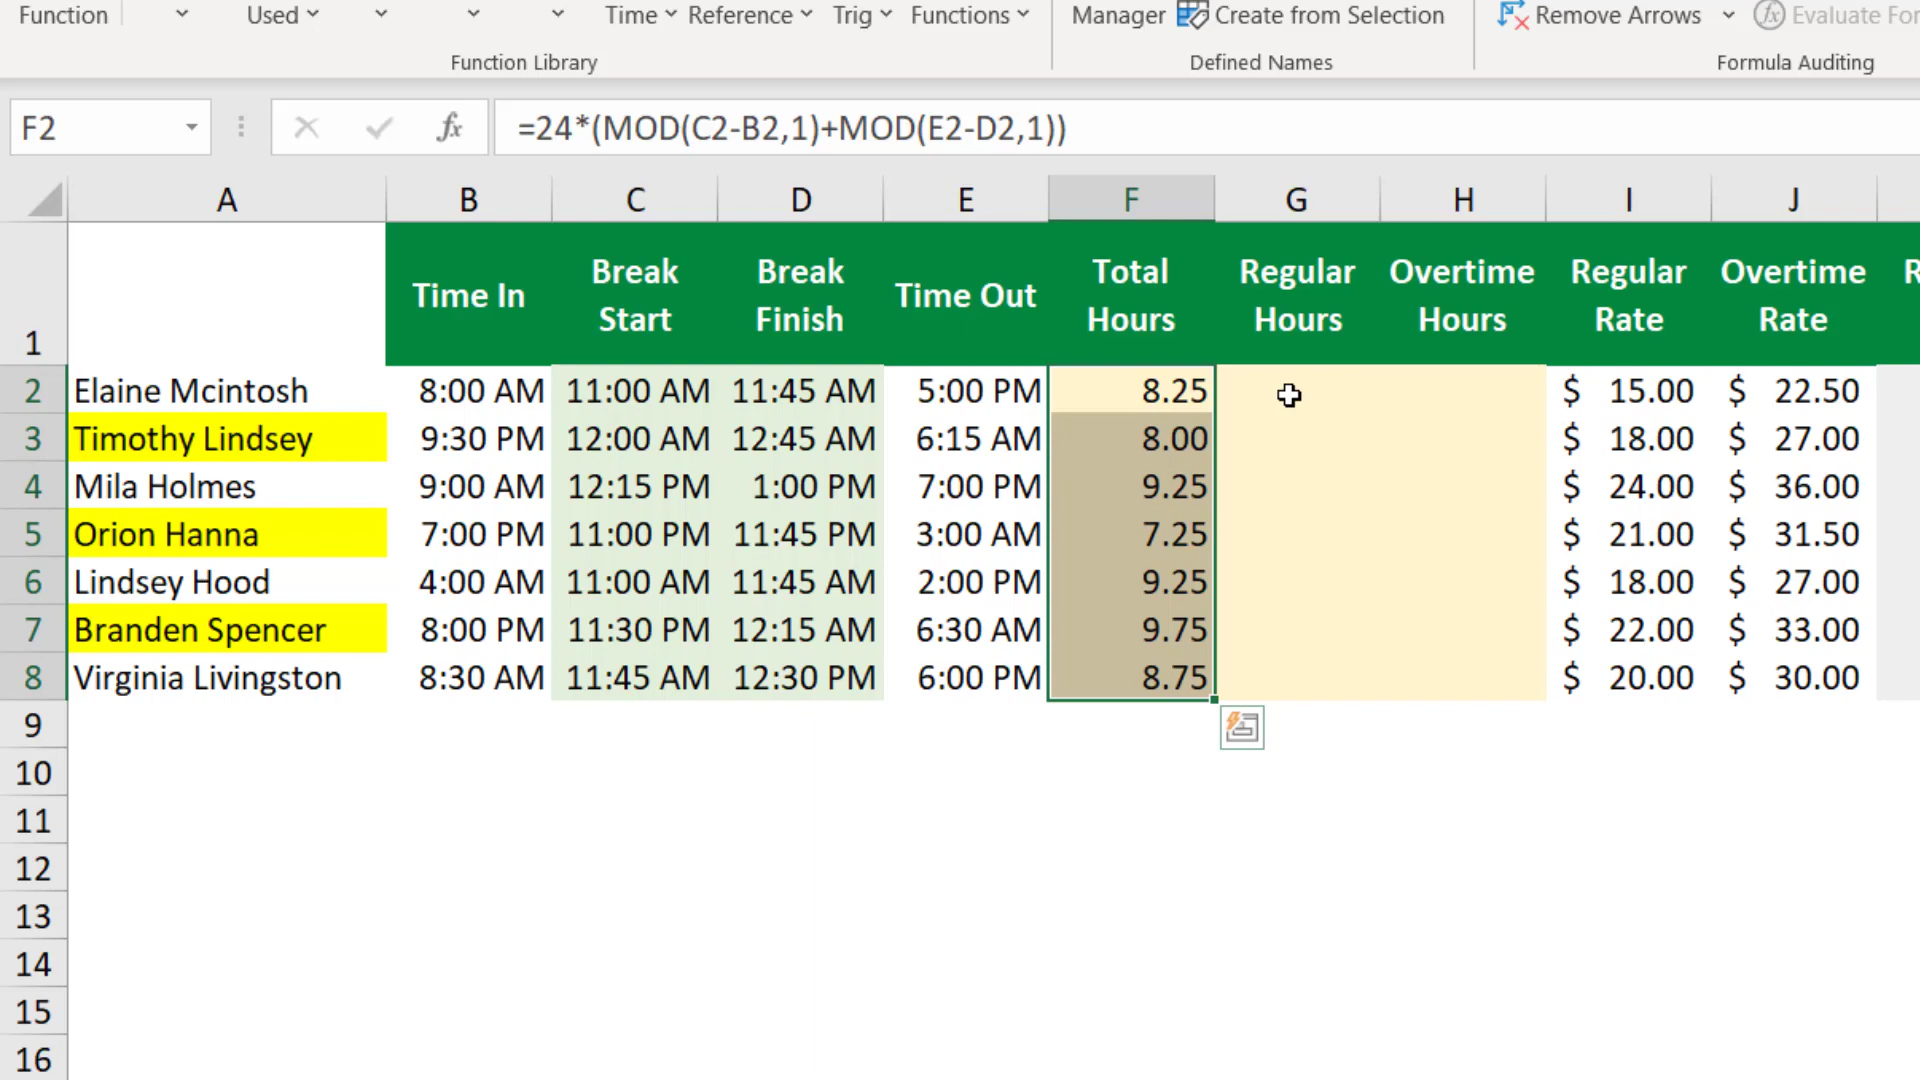 Function Used Time Reference Trig Functions Manager Create from Selection Remove Arrows Evaluate For
Function Library Defined Names Formula Auditing
F2 fx =24*(MOD(C2-B2,1)+MOD(E2-D2,1))
A B C D E F G H I J
Time In Break Start Break Finish Time Out Total Hours Regular Hours Overtime Hours Regular Rate Overtime Rate R
1
2 Elaine Mcintosh 8:00 AM 11:00 AM 11:45 AM 5:00 PM 8.25 $ 15.00 $ 22.50
3 Timothy Lindsey 9:30 PM 12:00 AM 12:45 AM 6:15 AM 8.00 $ 18.00 $ 27.00
4 Mila Holmes 9:00 AM 12:15 PM 1:00 PM 7:00 PM 9.25 $ 24.00 $ 36.00
5 Orion Hanna 7:00 PM 11:00 PM 11:45 PM 3:00 AM 7.25 $ 21.00 $ 31.50
6 Lindsey Hood 4:00 AM 11:00 AM 11:45 AM 2:00 PM 9.25 $ 18.00 $ 27.00
7 Branden Spencer 8:00 PM 11:30 PM 12:15 AM 6:30 AM 9.75 $ 22.00 $ 33.00
8 Virginia Livingston 8:30 AM 11:45 AM 12:30 PM 6:00 PM 8.75 $ 20.00 $ 30.00
9
10
11
12
13
14
15
16